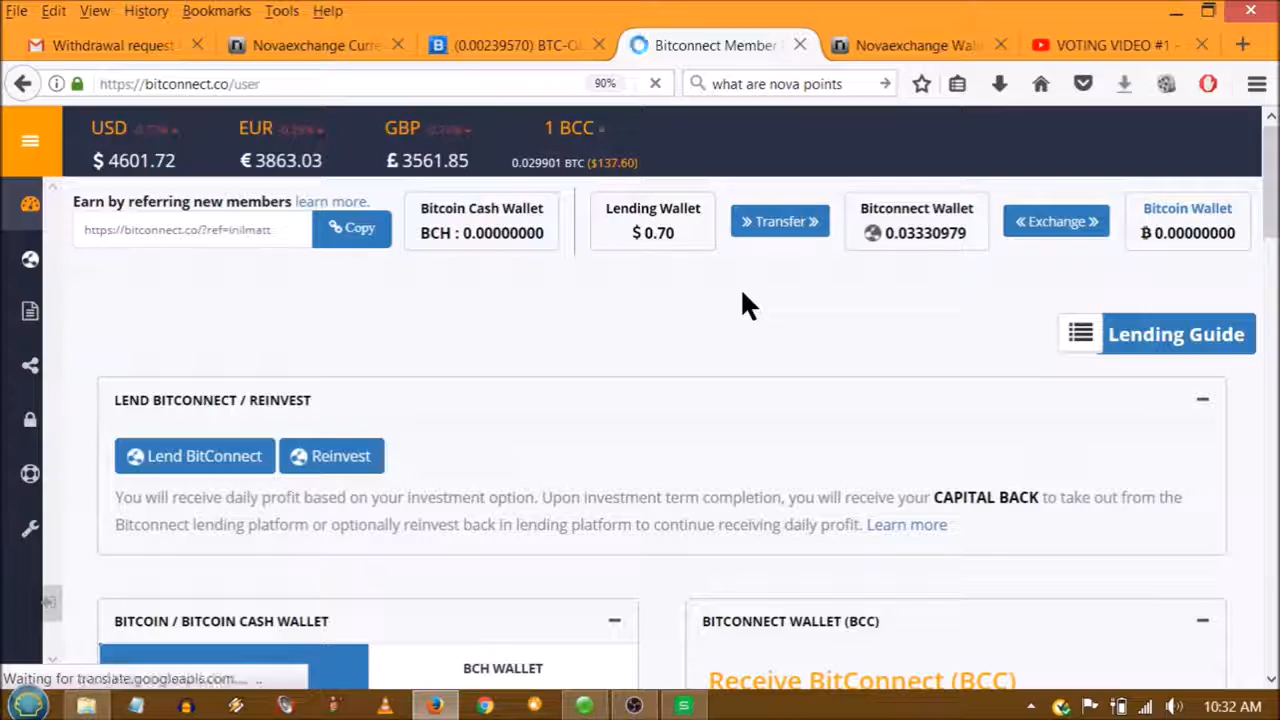 File Edit View History Bookmarks Tools Help
Withdrawal request Novaexchange Curre (0.00239570) BTC- Bitconnect Member Novaexchange Wal VOTING VIDEO #1 -
https://bitconnect.co/user 90% what are nova points
USD EUR GBP 1 BCC
$ 4601.72 € 3863.03 £ 3561.85 0.029901 BTC ($137.60)
Earn by referring new members learn more.
https://bitconnect.co/?ref=inilmatt Copy
Bitcoin Cash Wallet
BCH : 0.00000000
Lending Wallet
$ 0.70
Transfer
Bitconnect Wallet
0.03330979
Exchange
Bitcoin Wallet
0.00000000
Lending Guide
LEND BITCONNECT / REINVEST
Lend BitConnect Reinvest
You will receive daily profit based on your investment option. Upon investment term completion, you will receive your CAPITAL BACK to take out from the
Bitconnect lending platform or optionally reinvest back in lending platform to continue receiving daily profit. Learn more
BITCOIN / BITCOIN CASH WALLET
BCH WALLET
BITCONNECT WALLET (BCC)
Receive BitConnect (BCC)
Waiting for translate.googleapis.com...
10:32 AM